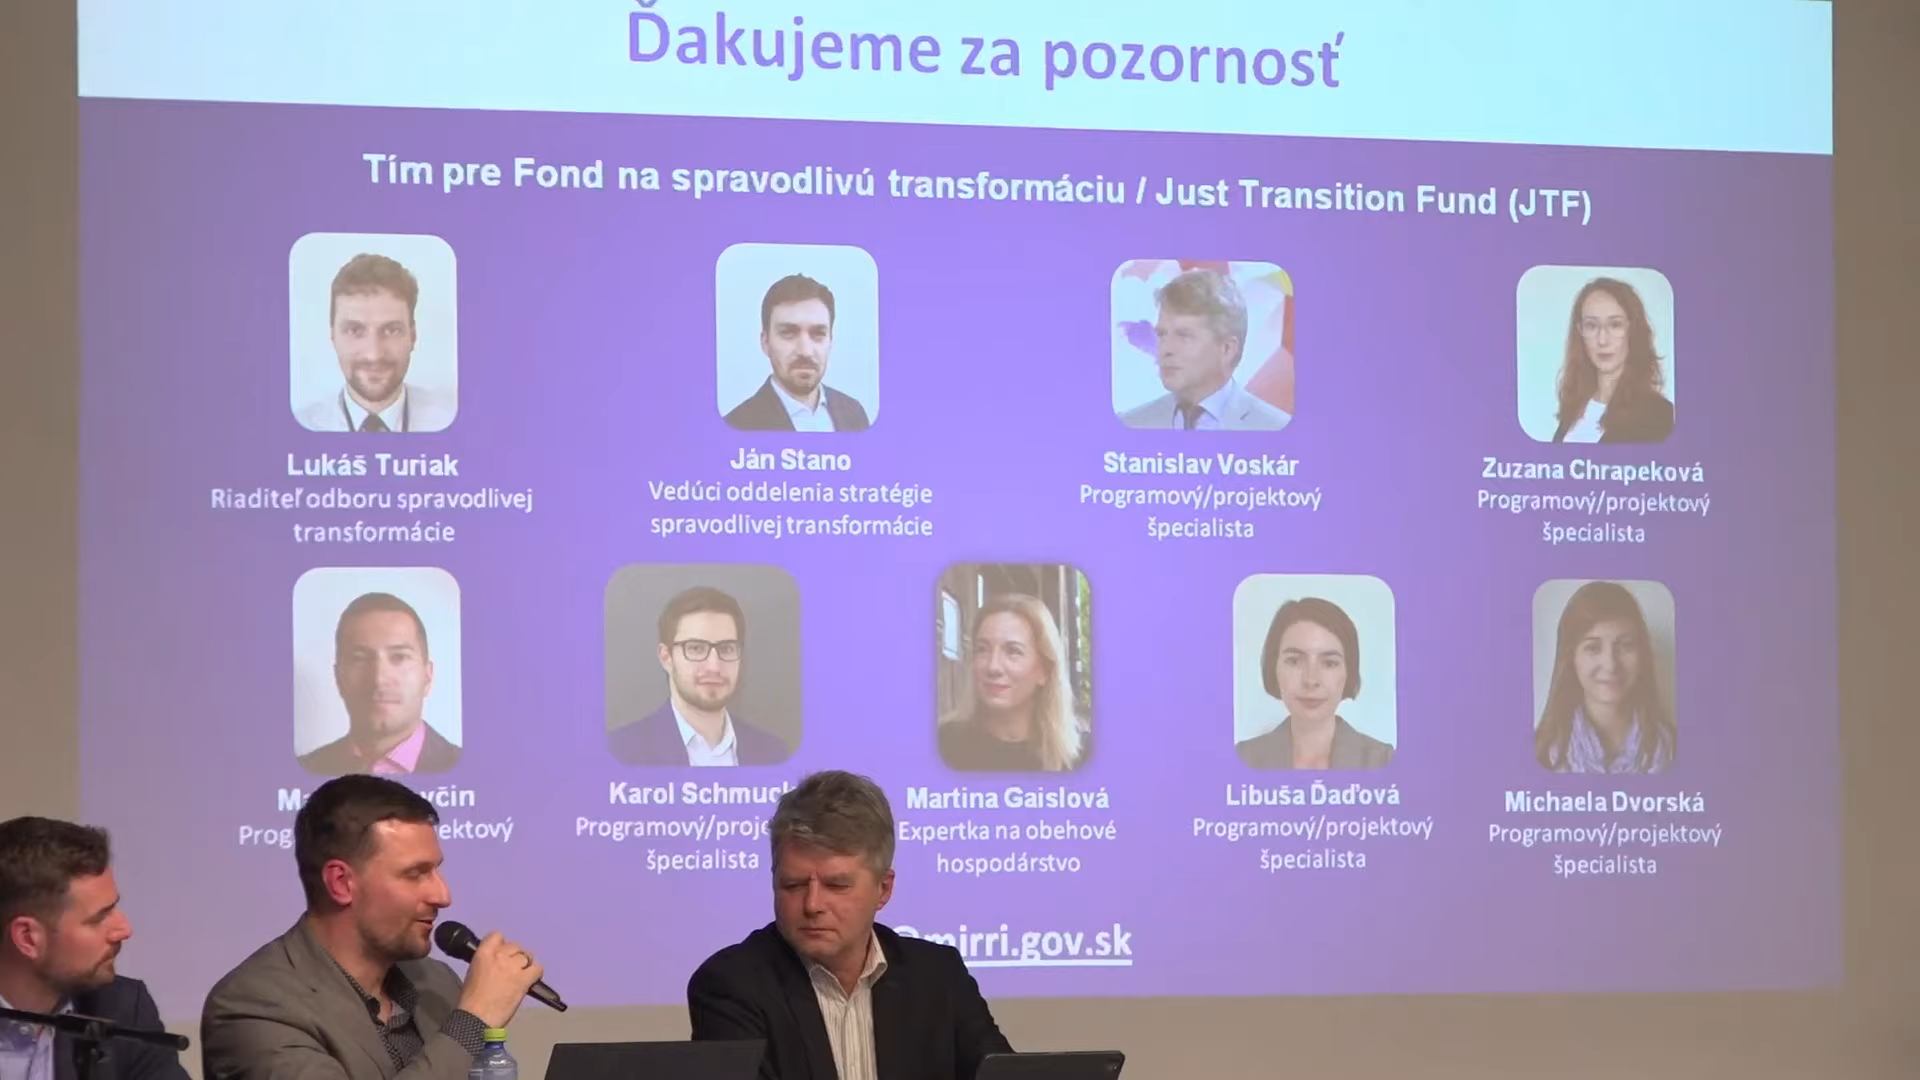 Ďakujeme za pozornosť
Tím pre Fond na spravodlivú transformáciu / Just Transition Fund (JTF)
Lukáš Turiak
Riaditeľ odboru spravodlivej
transformácie
Ján Stano
Vedúci oddelenia stratégie
spravodlivej transformácie
Stanislav Voskár
Programový/projektový
špecialista
Zuzana Chrapeková
Programový/projektový
špecialista
Karol
Programový/
špecialista
Martina Gaislová
Expertka na obehové
hospodárstvo
Libuša Ďaďová
Programový/projektový
špecialista
Michaela Dvorská
Programový/projektový
špecialista
@mirri.gov.sk